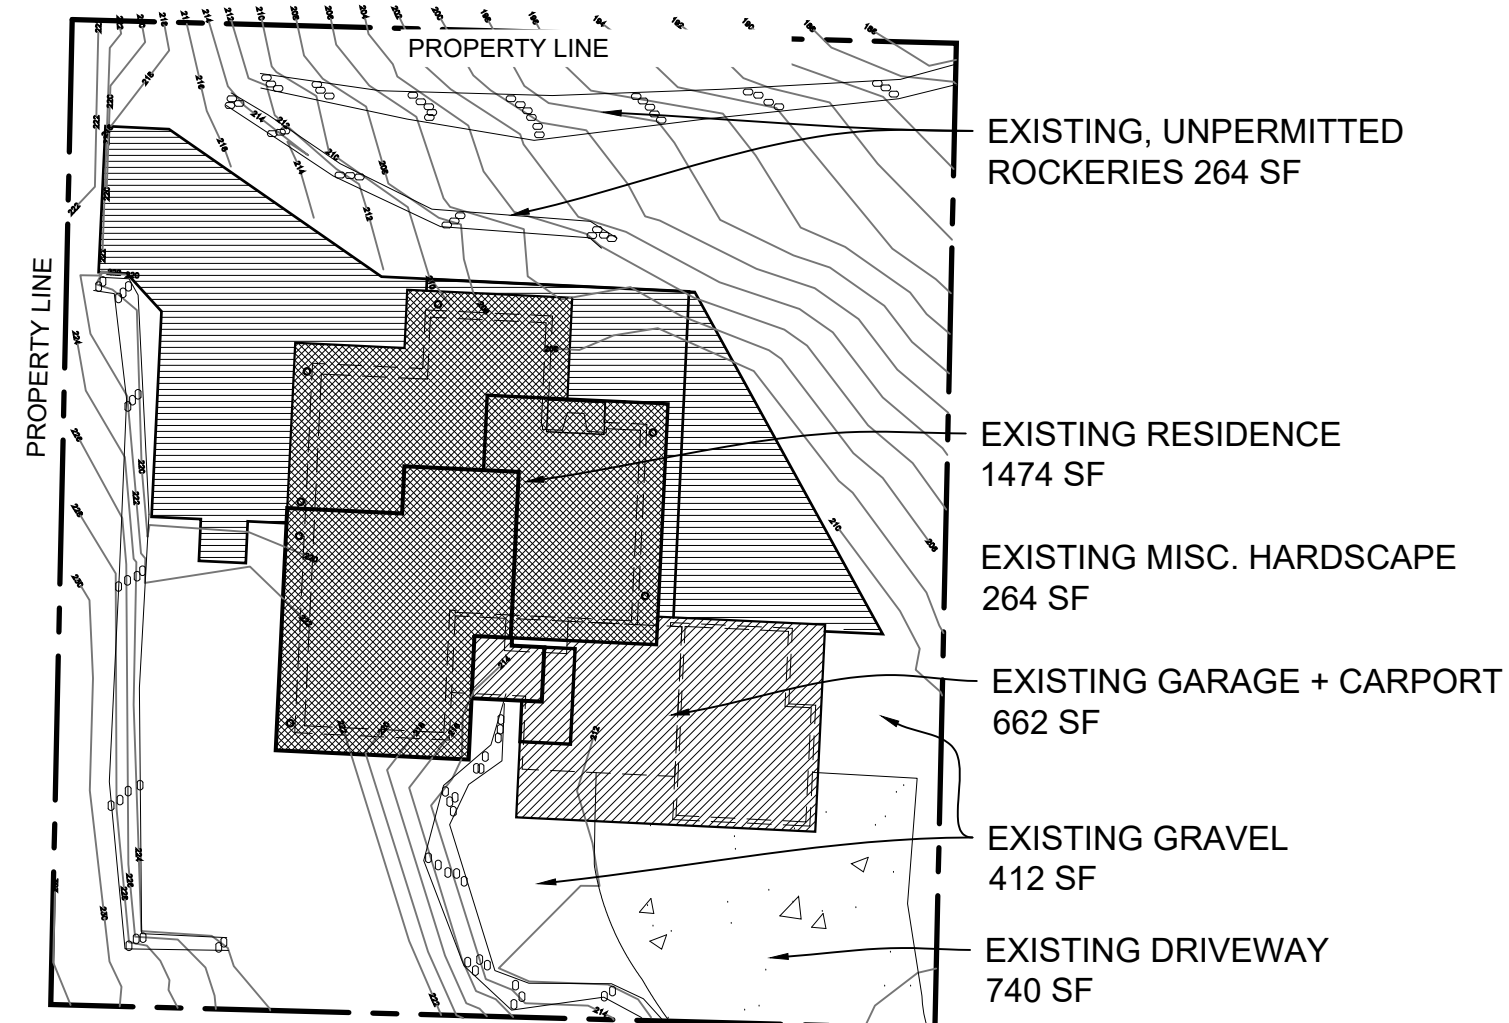 PROPERTY LINE
EXISTING, UNPERMITTED
ROCKERIES 264 SF
PROPERTY LINE
EXISTING RESIDENCE
1474 SF
EXISTING MISC. HARDSCAPE
264 SF
EXISTING GARAGE + CARPORT
662 SF
EXISTING GRAVEL
412 SF
EXISTING DRIVEWAY
740 SF